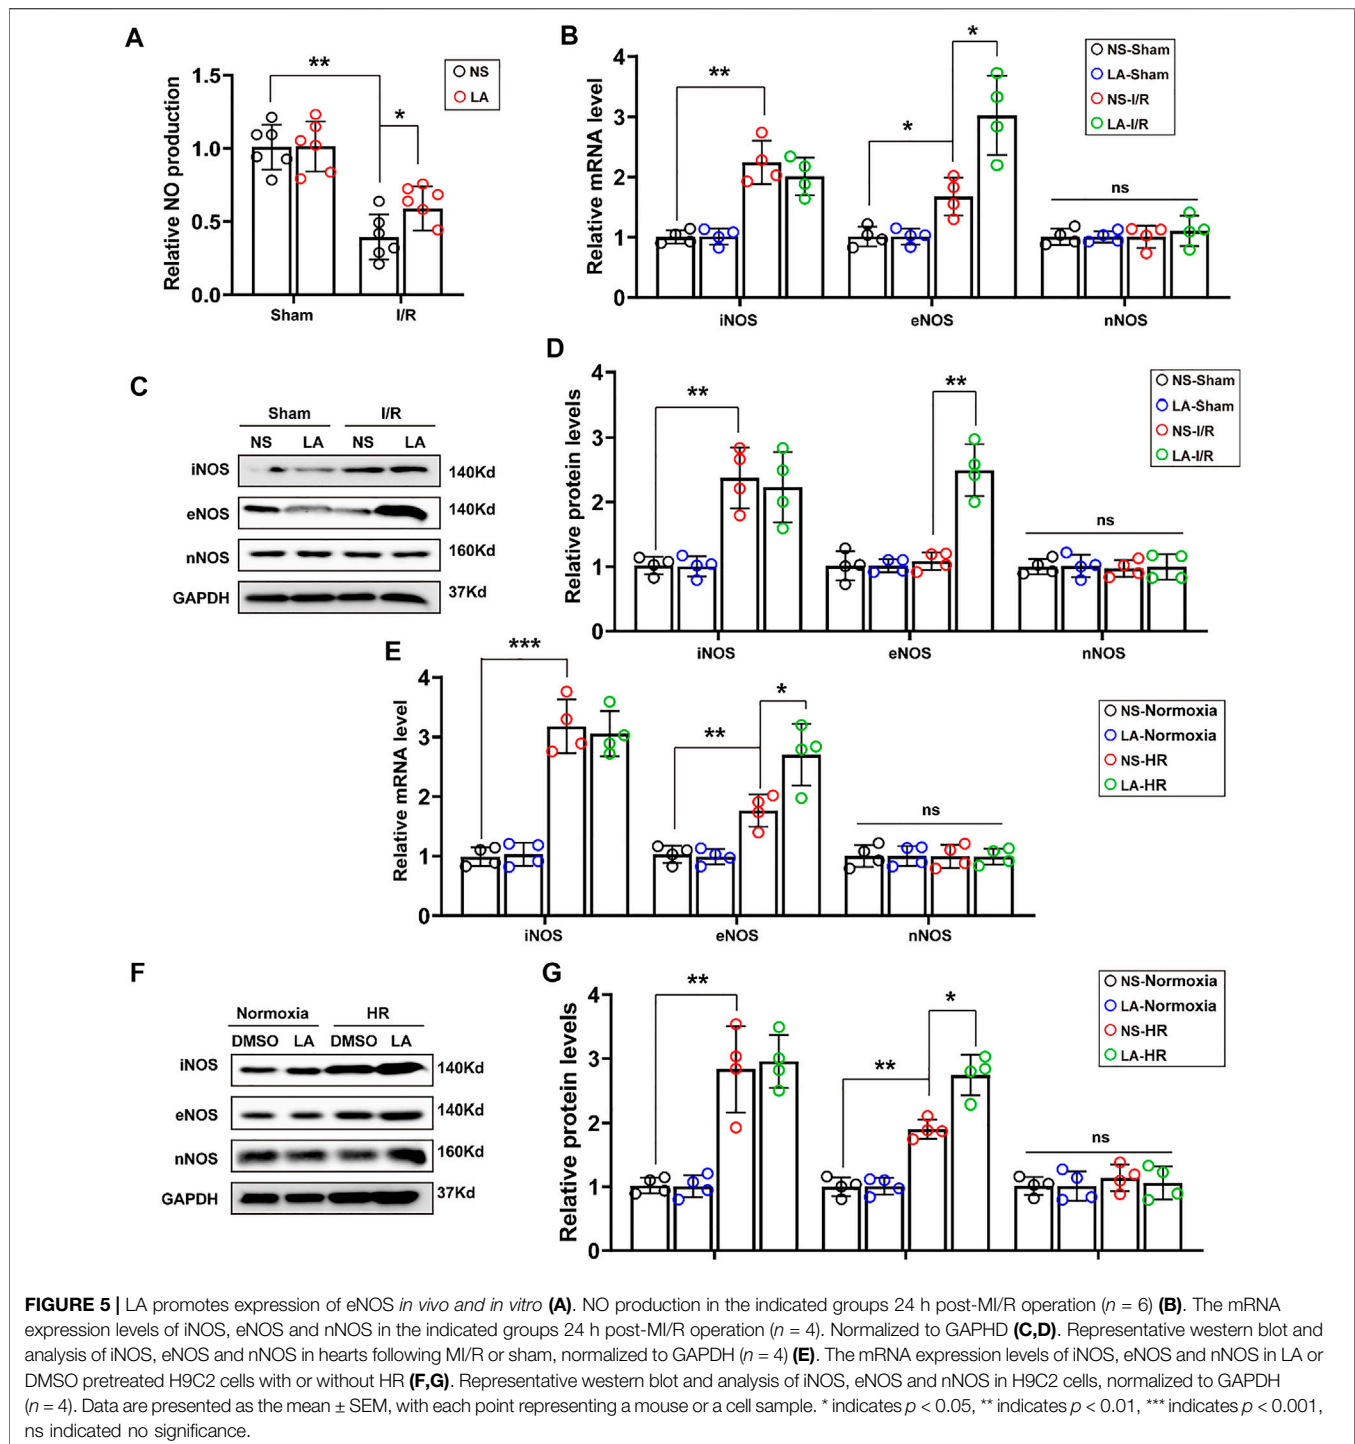 A
Relative NO production
1.5
1.0
0.5
0.0
**
*
NS
LA
Sham
I/R
B
Relative mRNA level
4
3
2
1
0
**
*
*
ns
NS-Sham
LA-Sham
NS-I/R
LA-I/R
iNOS
eNOS
nNOS
C
Sham
I/R
NS
LA
NS
LA
iNOS
140Kd
eNOS
140Kd
nNOS
160Kd
GAPDH
37Kd
D
Relative protein levels
4
3
2
1
0
**
**
ns
NS-Sham
LA-Sham
NS-I/R
LA-I/R
iNOS
eNOS
nNOS
E
Relative mRNA level
4
3
2
1
0
***
**
*
ns
NS-Normoxia
LA-Normoxia
NS-HR
LA-HR
iNOS
eNOS
nNOS
F
Normoxia
HR
DMSO
LA
DMSO
LA
iNOS
140Kd
eNOS
140Kd
nNOS
160Kd
GAPDH
37Kd
G
Relative protein levels
4
3
2
1
0
**
**
*
ns
NS-Normoxia
LA-Normoxia
NS-HR
LA-HR
FIGURE 5 | LA promotes expression of eNOS in vivo and in vitro (A). NO production in the indicated groups 24 h post-MI/R operation (n = 6) (B). The mRNA
expression levels of iNOS, eNOS and nNOS in the indicated groups 24 h post-MI/R operation (n = 4). Normalized to GAPHD (C,D). Representative western blot and
analysis of iNOS, eNOS and nNOS in hearts following MI/R or sham, normalized to GAPDH (n = 4) (E). The mRNA expression levels of iNOS, eNOS and nNOS in LA or
DMSO pretreated H9C2 cells with or without HR (F,G). Representative western blot and analysis of iNOS, eNOS and nNOS in H9C2 cells, normalized to GAPDH
(n = 4). Data are presented as the mean ± SEM, with each point representing a mouse or a cell sample. * indicates p < 0.05, ** indicates p < 0.01, *** indicates p < 0.001,
ns indicated no significance.